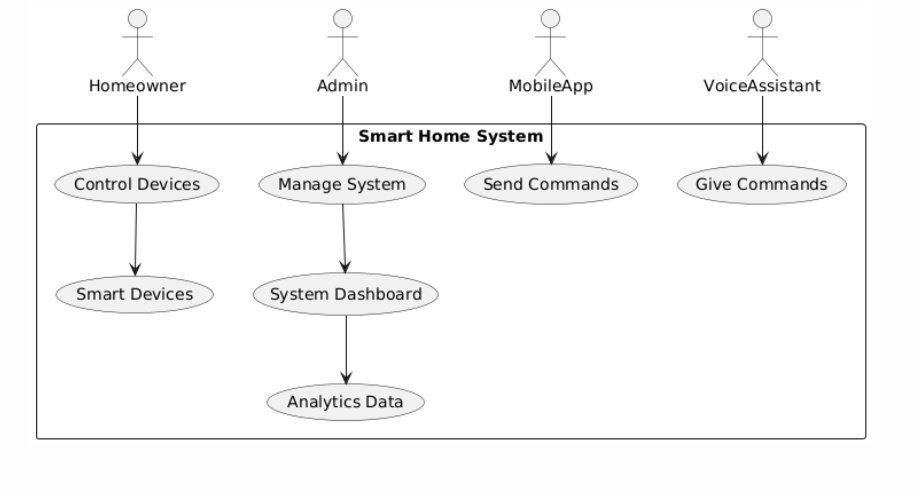 Homeowner
Admin
MobileApp
VoiceAssistant
Smart Home System
Control Devices
Manage System
Send Commands
Give Commands
Smart Devices
System Dashboard
Analytics Data